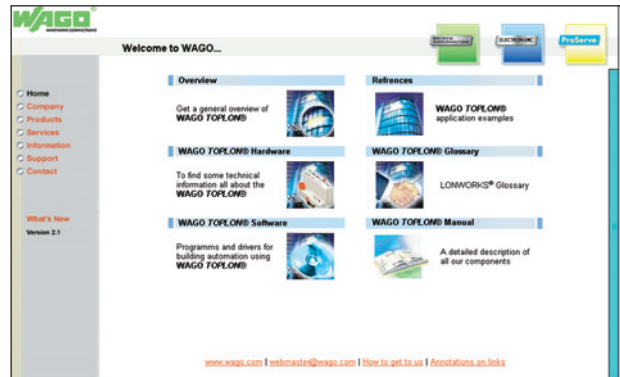 WAGO
INNOVATIVE CONNECTIONS
Welcome to WAGO...
ELECTRONIC
ProServe
Home
Company
Products
Services
Information
Support
Contact
What's New
Version 2.1
Overview
Get a general overview of
WAGO TOPLON®
Refrences
WAGO TOPLON®
application examples
WAGO TOPLON® Hardware
To find some technical
information all about the
WAGO TOPLON®
WAGO TOPLON® Glossary
LONWORKS® Glossary
WAGO TOPLON® Software
Programms and drivers for
building automation using
WAGO TOPLON®
WAGO TOPLON® Manual
A detailed description of
all our components
www.wago.com | webmaster@wago.com | How to get to us | Annotations on links